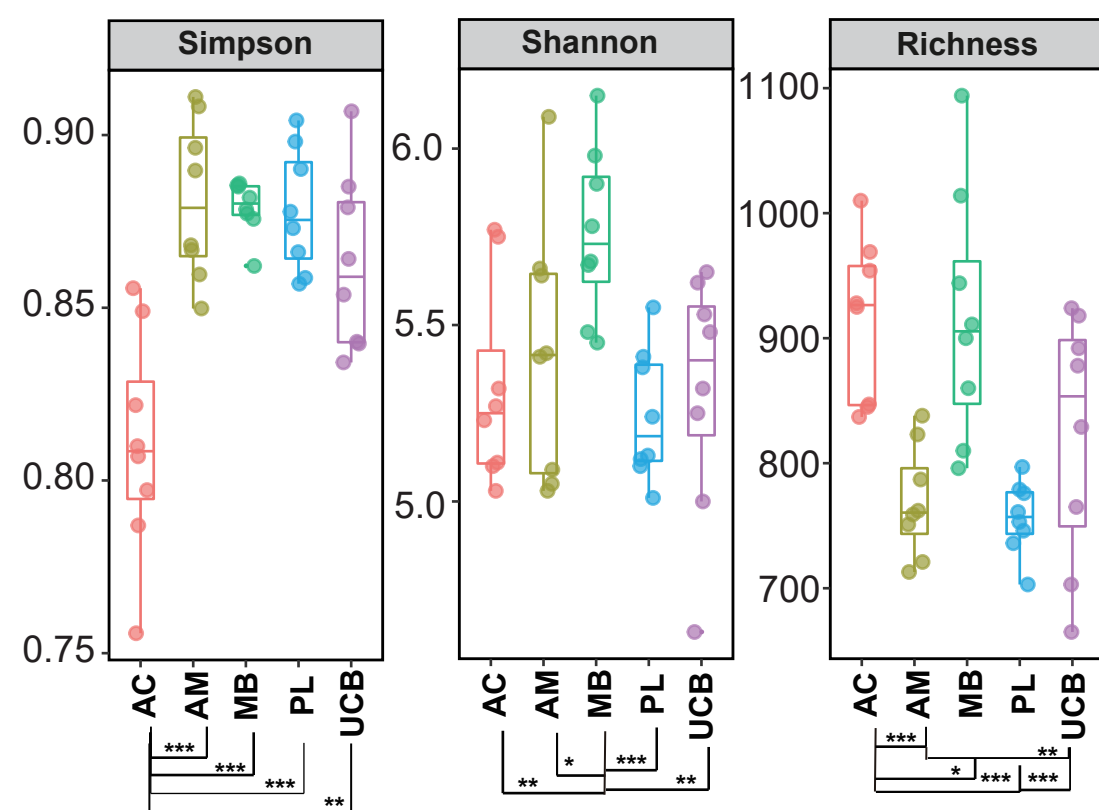 Simpson
Shannon
Richness
0.90
0.85
0.80
0.75
6.0
5.5
5.0
1100
1000
900
800
700
AC
AM
MB
PL
UCB
AC
AM
MB
PL
UCB
AC
AM
MB
PL
UCB
***
***
***
**
*
***
**
**
***
**
*
***
***